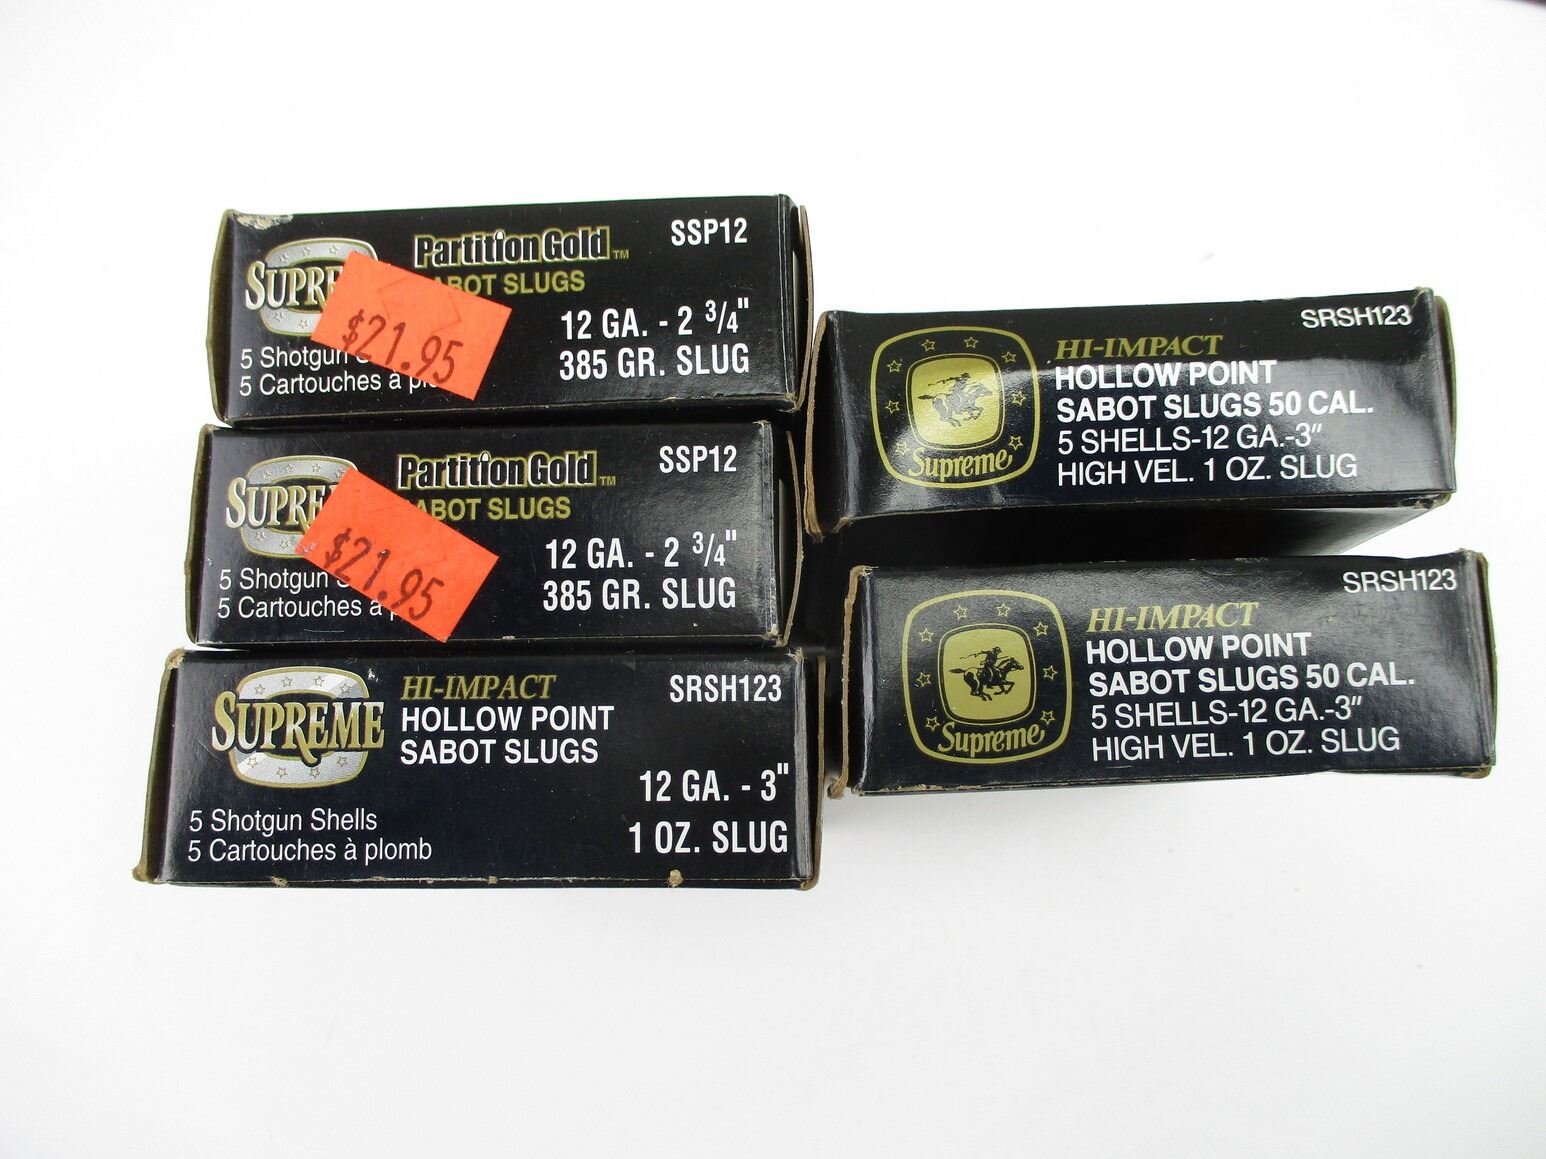 SUPRE
Partition Gold™
SSP12
ABOT SLUGS
$21.95
12 GA. - 2 3/4"
385 GR. SLUG
5 Shotgun
5 Cartouches à
SUPRE
Partition Gold™
SSP12
ABOT SLUGS
$21.95
12 GA. - 2 3/4"
385 GR. SLUG
5 Shotgun
5 Cartouches à
SUPREME
HI-IMPACT
SRSH123
HOLLOW POINT
SABOT SLUGS
12 GA. - 3"
1 OZ. SLUG
5 Shotgun Shells
5 Cartouches à plomb
SRSH123
HI-IMPACT
HOLLOW POINT
SABOT SLUGS 50 CAL.
5 SHELLS-12 GA.-3"
HIGH VEL. 1 OZ. SLUG
Supreme
SRSH123
HI-IMPACT
HOLLOW POINT
SABOT SLUGS 50 CAL.
5 SHELLS-12 GA.-3"
HIGH VEL. 1 OZ. SLUG
Supreme